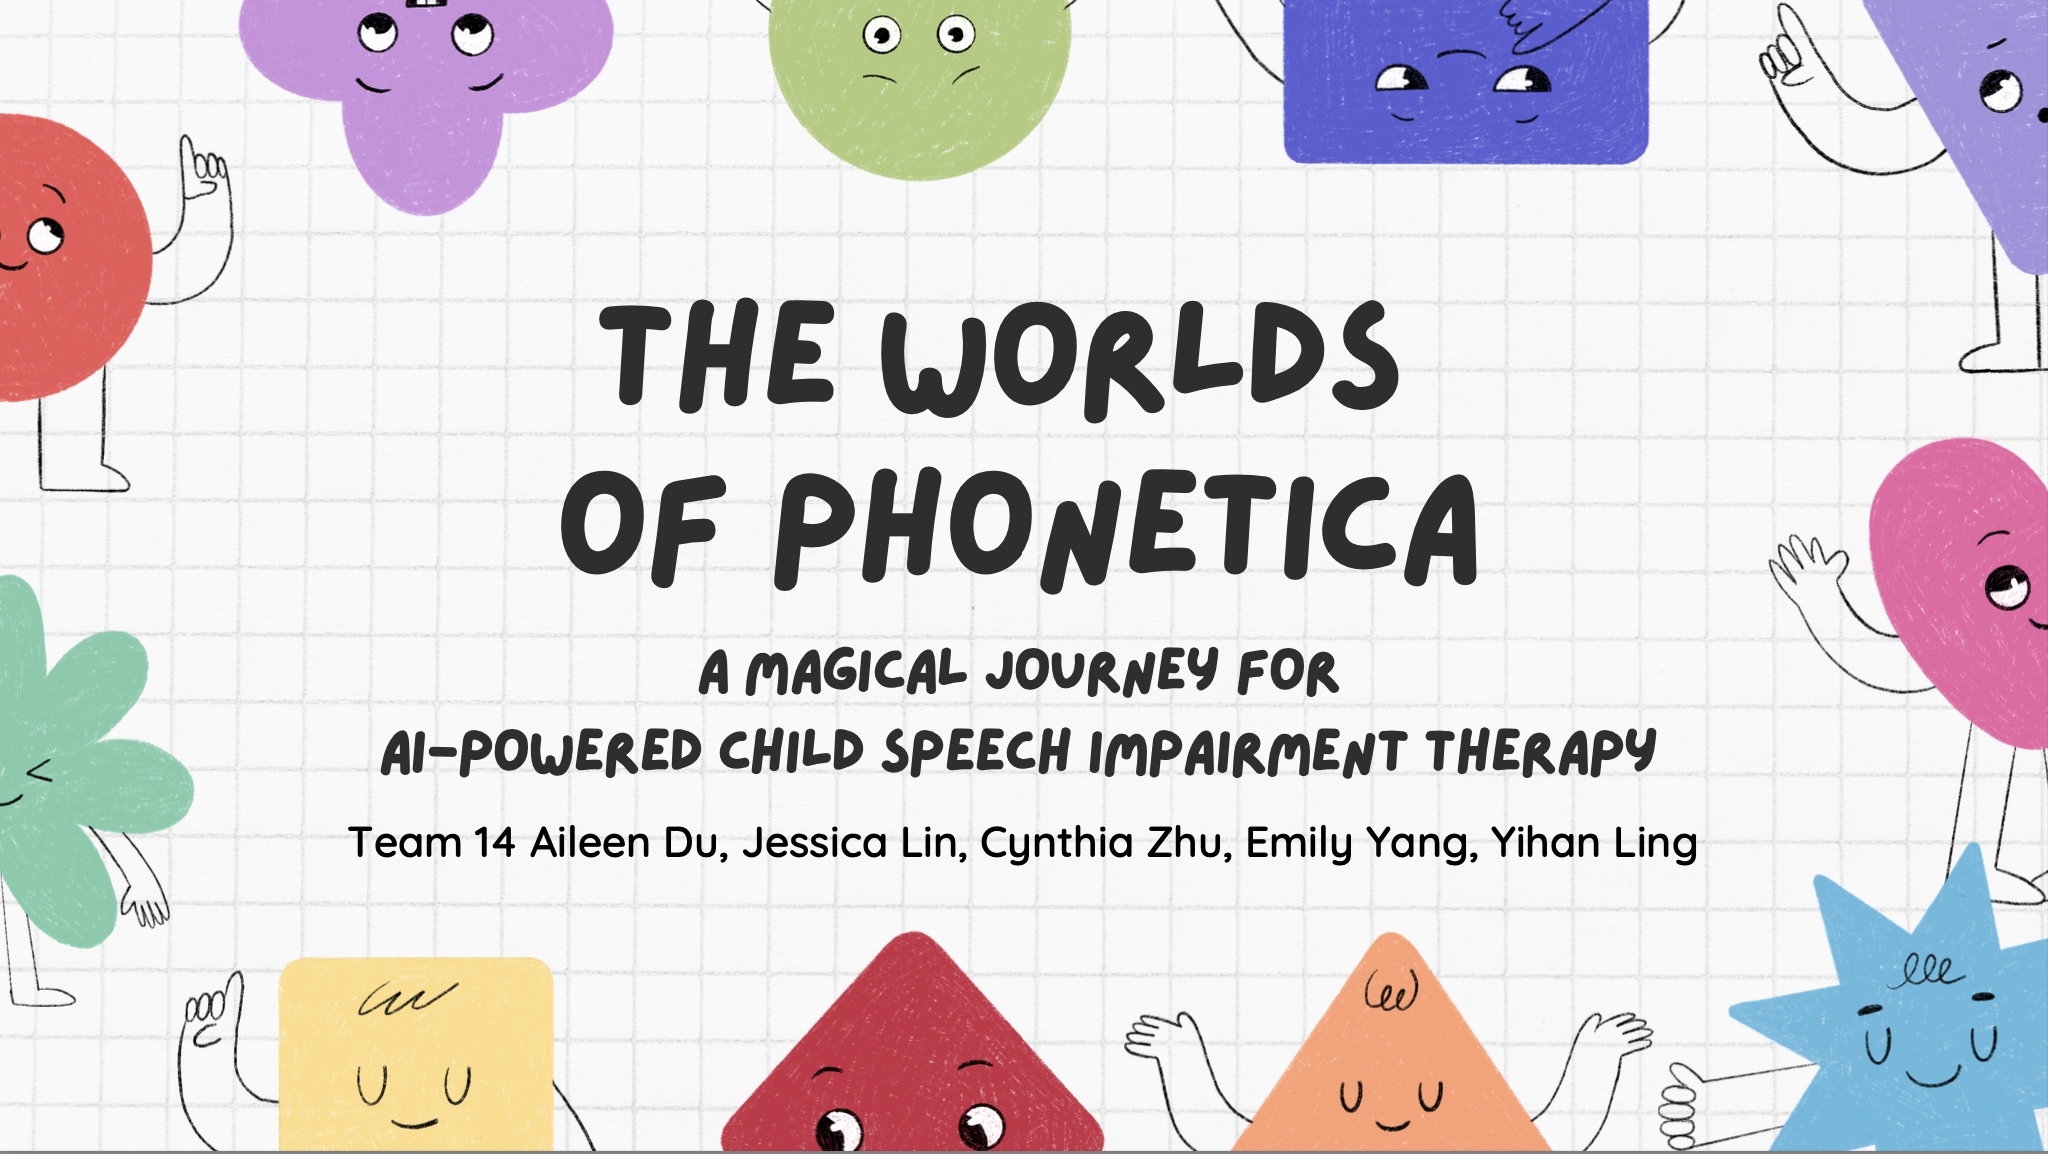 THE WORLDS
OF PHONETICA
A MAGICAL JOURNEY FOR
AI-POWERED CHILD SPEECH IMPAIRMENT THERAPY
Team 14 Aileen Du, Jessica Lin, Cynthia Zhu, Emily Yang, Yihan Ling